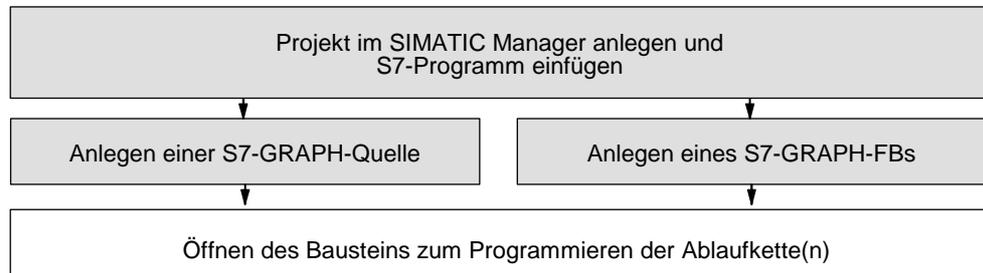 Projekt im SIMATIC Manager anlegen und
S7-Programm einfügen
Anlegen einer S7-GRAPH-Quelle
Anlegen eines S7-GRAPH-FBs
Öffnen des Bausteins zum Programmieren der Ablaufkette(n)